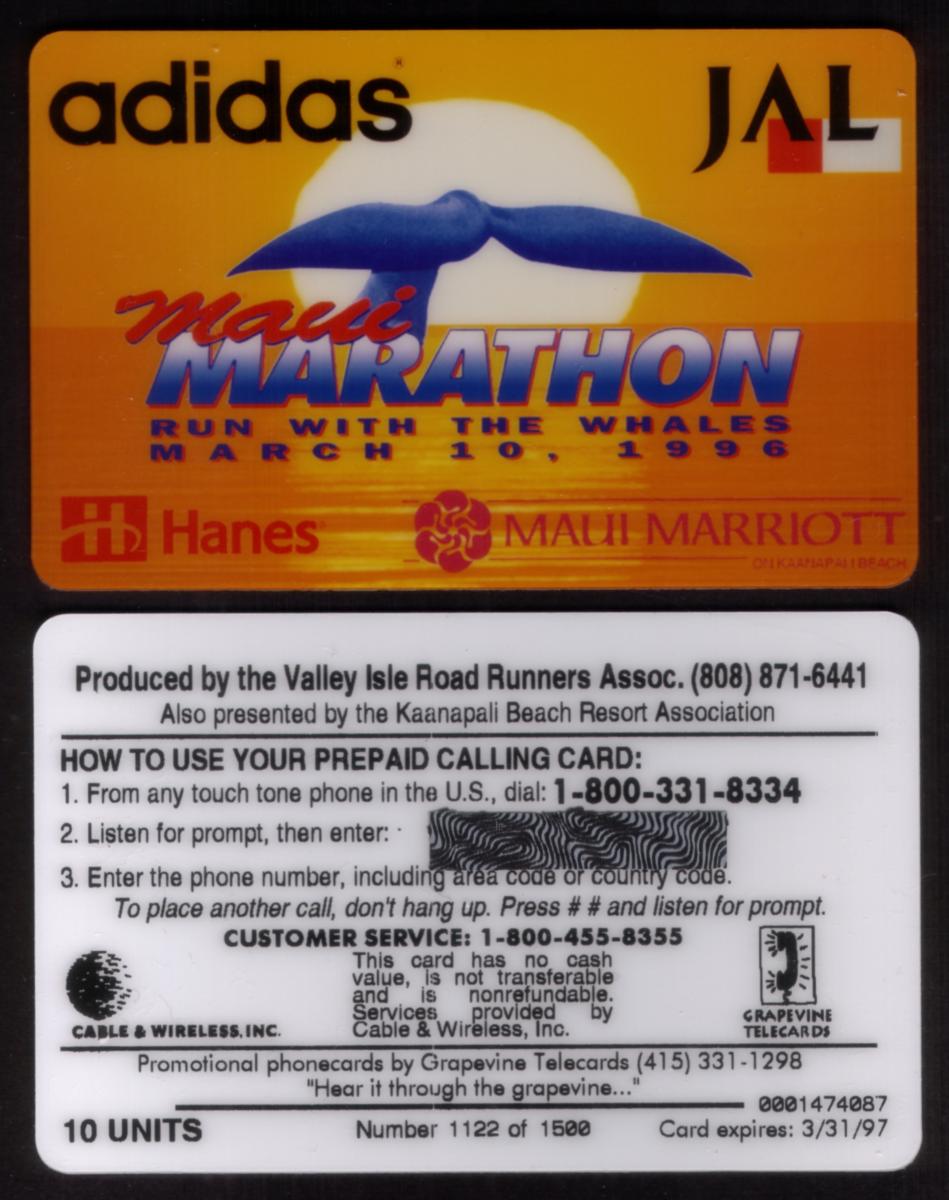 adidas®
JAL
Maui
MARATHON
RUN WITH THE WHALES
MARCH 10, 1996
Hanes®
MAUI MARRIOTT
ON KAANAPALI BEACH
Produced by the Valley Isle Road Runners Assoc. (808) 871-6441
Also presented by the Kaanapali Beach Resort Association
HOW TO USE YOUR PREPAID CALLING CARD:
1. From any touch tone phone in the U.S., dial: 1-800-331-8334
2. Listen for prompt, then enter:
3. Enter the phone number, including area code or country code.
To place another call, don't hang up. Press # # and listen for prompt.
CUSTOMER SERVICE: 1-800-455-8355
This card has no cash
value, is not transferable
and is nonrefundable.
Services provided by
Cable & Wireless, Inc.
CABLE & WIRELESS, INC.
GRAPEVINE
TELECARDS
Promotional phonecards by Grapevine Telecards (415) 331-1298
"Hear it through the grapevine..."
0001474087
10 UNITS
Number 1122 of 1500
Card expires: 3/31/97